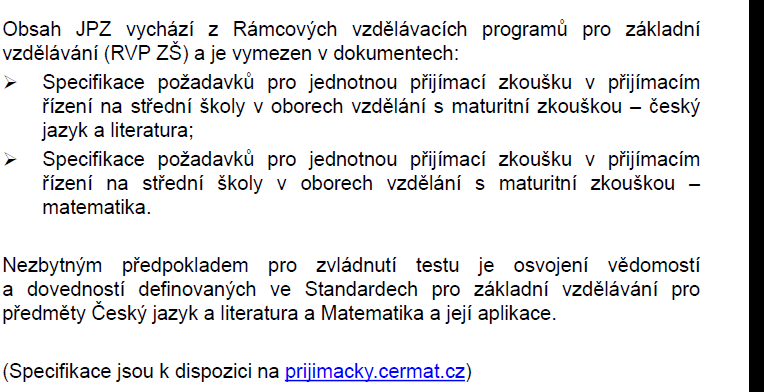 Obsah JPZ vychází z Rámcových vzdělávacích programů pro základní
vzdělávání (RVP ZŠ) a je vymezen v dokumentech:
➢ Specifikace požadavků pro jednotnou přijímací zkoušku v přijímacím
řízení na střední školy v oborech vzdělání s maturitní zkouškou – český
jazyk a literatura;
➢ Specifikace požadavků pro jednotnou přijímací zkoušku v přijímacím
řízení na střední školy v oborech vzdělání s maturitní zkouškou –
matematika.
Nezbytným předpokladem pro zvládnutí testu je osvojení vědomostí
a dovedností definovaných ve Standardech pro základní vzdělávání pro
předměty Český jazyk a literatura a Matematika a její aplikace.
(Specifikace jsou k dispozici na prijimacky.cermat.cz)